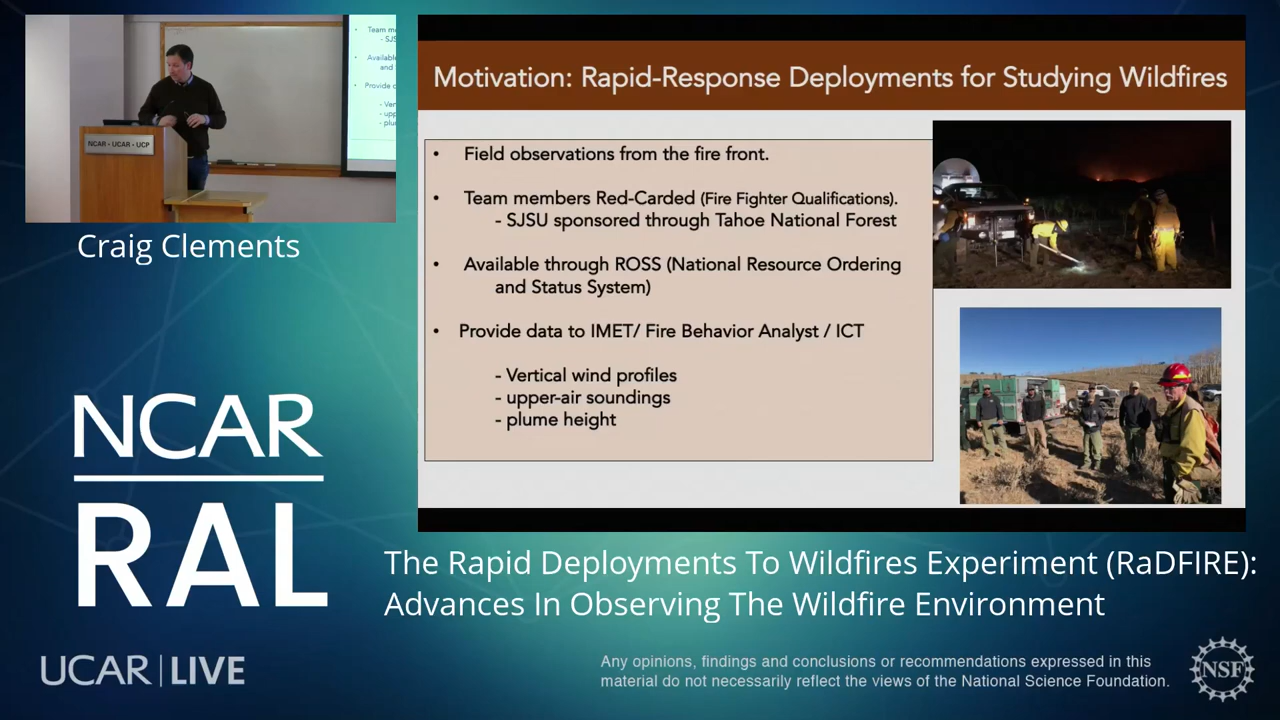 NCAR • UCAR • UCP
Craig Clements
NCAR
RAL
UCAR | LIVE
Motivation: Rapid-Response Deployments for Studying Wildfires
• Field observations from the fire front.
• Team members Red-Carded (Fire Fighter Qualifications).
- SJSU sponsored through Tahoe National Forest
• Available through ROSS (National Resource Ordering
and Status System)
• Provide data to IMET/ Fire Behavior Analyst / ICT
- Vertical wind profiles
- upper-air soundings
- plume height
The Rapid Deployments To Wildfires Experiment (RaDFIRE):
Advances In Observing The Wildfire Environment
Any opinions, findings and conclusions or recommendations expressed in this
material do not necessarily reflect the views of the National Science Foundation.
NSF